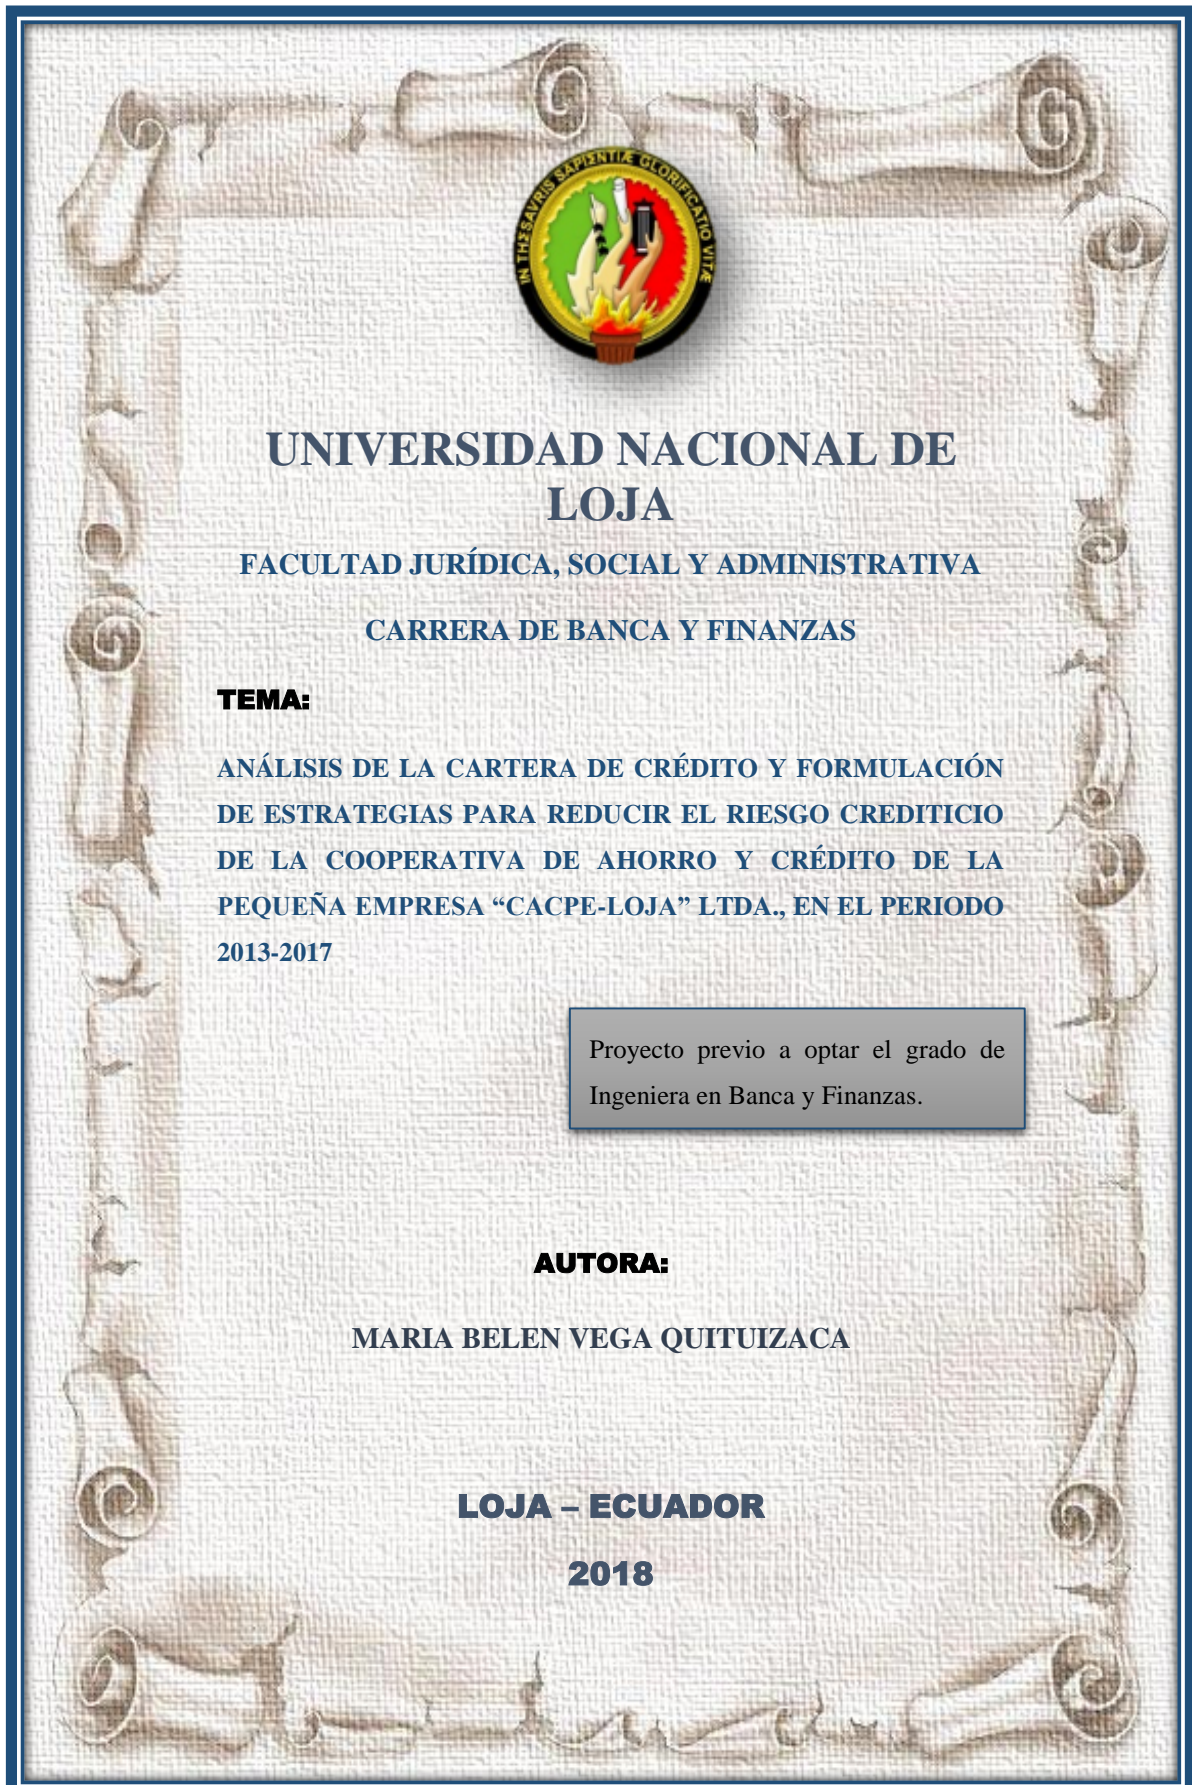 IN THΣSAVRIS SAPIΣNTIÆ GLORIFICATIO VITÆ
UNIVERSIDAD NACIONAL DE
LOJA
FACULTAD JURÍDICA, SOCIAL Y ADMINISTRATIVA
CARRERA DE BANCA Y FINANZAS
TEMA:
ANÁLISIS DE LA CARTERA DE CRÉDITO Y FORMULACIÓN
DE ESTRATEGIAS PARA REDUCIR EL RIESGO CREDITICIO
DE LA COOPERATIVA DE AHORRO Y CRÉDITO DE LA
PEQUEÑA EMPRESA “CACPE-LOJA” LTDA., EN EL PERIODO
2013-2017
Proyecto previo a optar el grado de
Ingeniera en Banca y Finanzas.
AUTORA:
MARIA BELEN VEGA QUITUIZACA
LOJA – ECUADOR
2018